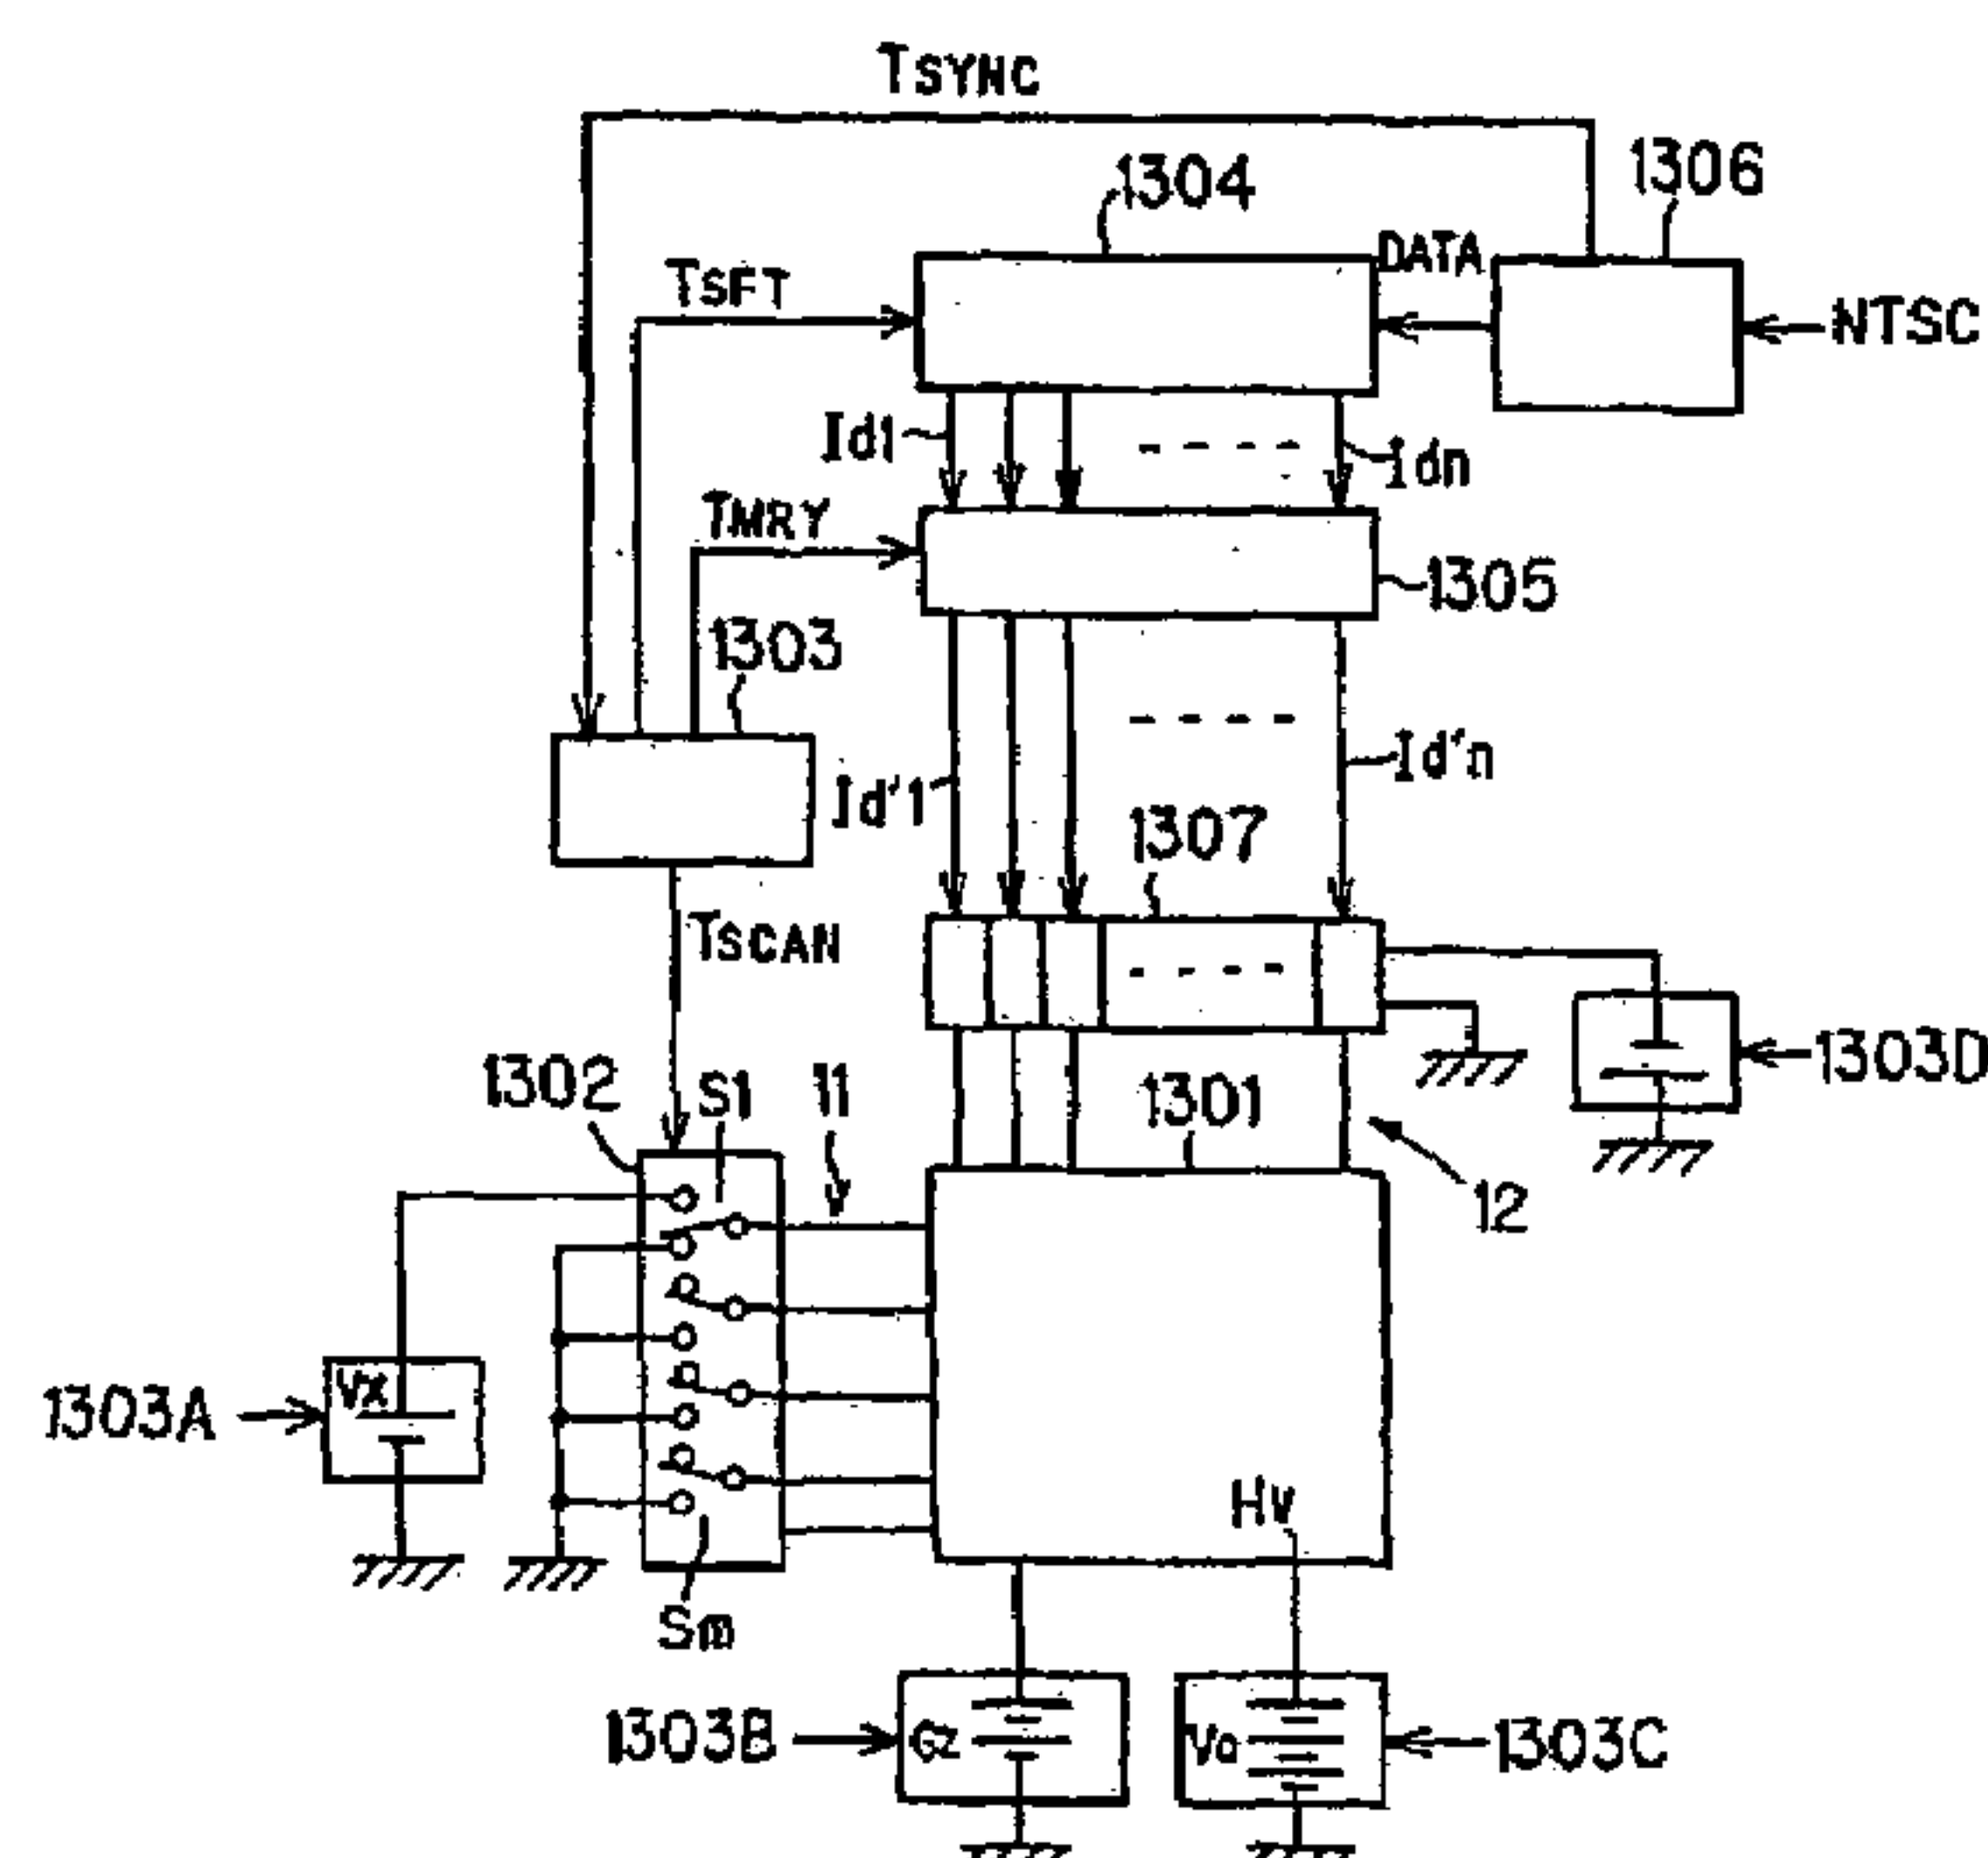 TSYNC
1304
1306
DATA
TSFT
NTSC
Id1
Idn
TMRY
1305
1303
Id'1
Id'n
1307
TSCAN
1303D
1302
S1
11
1301
12
1303A
Vx
Hv
Sm
1303B
Gz
Va
1303C